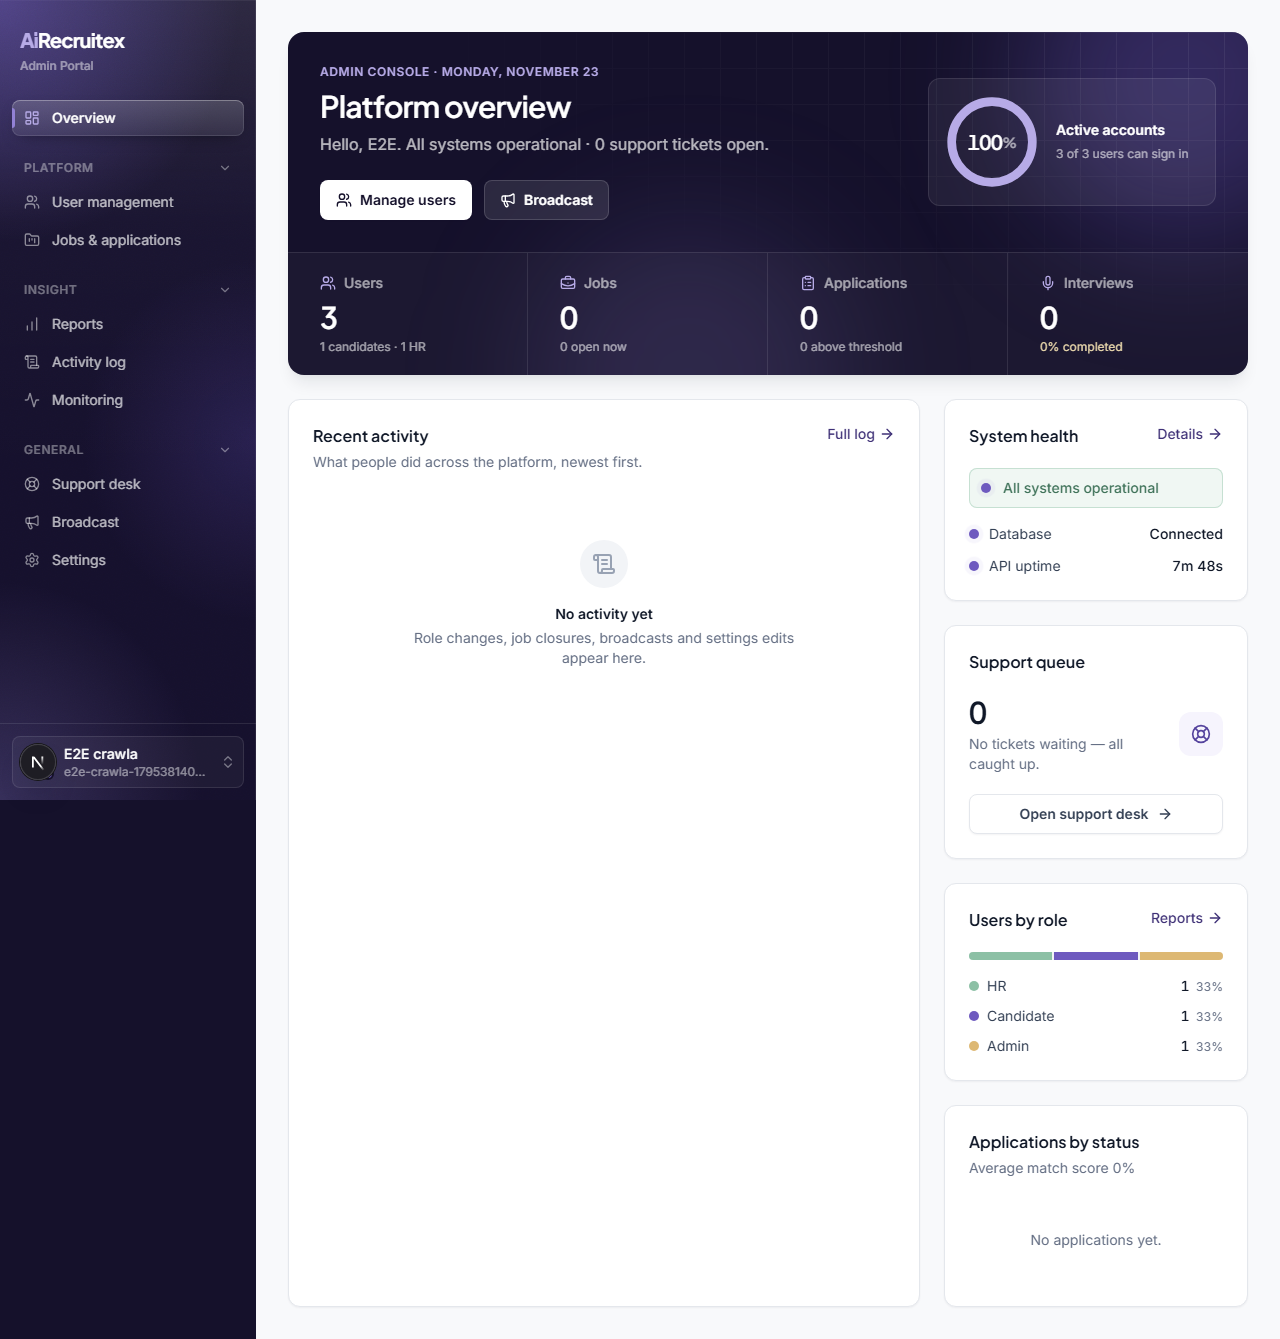 AiRecruitex
Admin Portal
Overview
PLATFORM
User management
Jobs & applications
INSIGHT
Reports
Activity log
Monitoring
GENERAL
Support desk
Broadcast
Settings
E2E crawla
e2e-crawla-179538140...
ADMIN CONSOLE · MONDAY, NOVEMBER 23
Platform overview
Hello, E2E. All systems operational · 0 support tickets open.
Manage users
Broadcast
100%
Active accounts
3 of 3 users can sign in
Users
3
1 candidates · 1 HR
Jobs
0
0 open now
Applications
0
0 above threshold
Interviews
0
0% completed
Recent activity
Full log
What people did across the platform, newest first.
No activity yet
Role changes, job closures, broadcasts and settings edits
appear here.
System health
Details
All systems operational
Database Connected
API uptime 7m 48s
Support queue
0
No tickets waiting — all
caught up.
Open support desk
Users by role
Reports
HR 1 33%
Candidate 1 33%
Admin 1 33%
Applications by status
Average match score 0%
No applications yet.